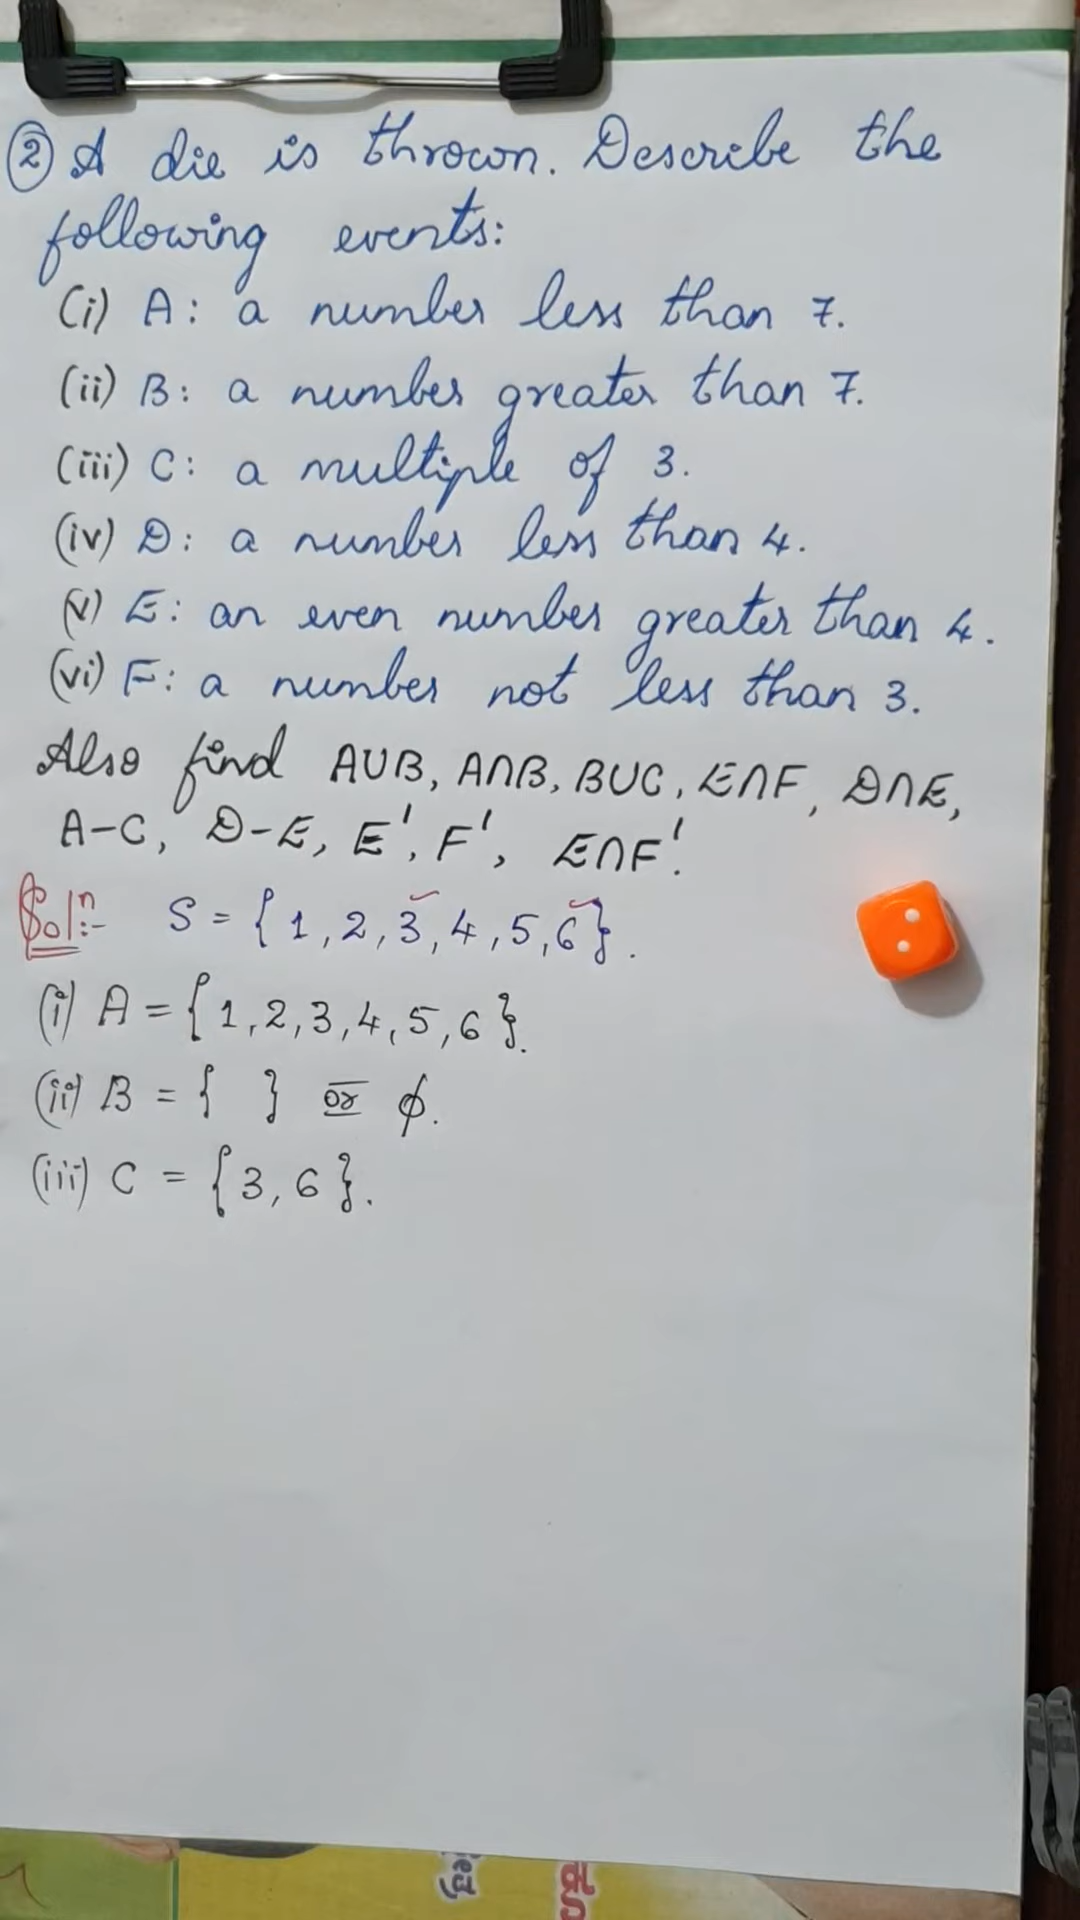 ② A die is thrown. Describe the
following events:
(i) A: a number less than 7.
(ii) B: a number greater than 7.
(iii) C: a multiple of 3.
(iv) D: a number less than 4.
(v) E: an even number greater than 4.
(vi) F: a number not less than 3.
Also find A∪B, A∩B, B∪C, E∩F, D∩E,
A-C, D-E, E', F', E∩F'.
Solⁿ:- S = {1, 2, 3, 4, 5, 6}.
(i) A = {1, 2, 3, 4, 5, 6}.
(ii) B = { } or ϕ.
(iii) C = {3, 6}.